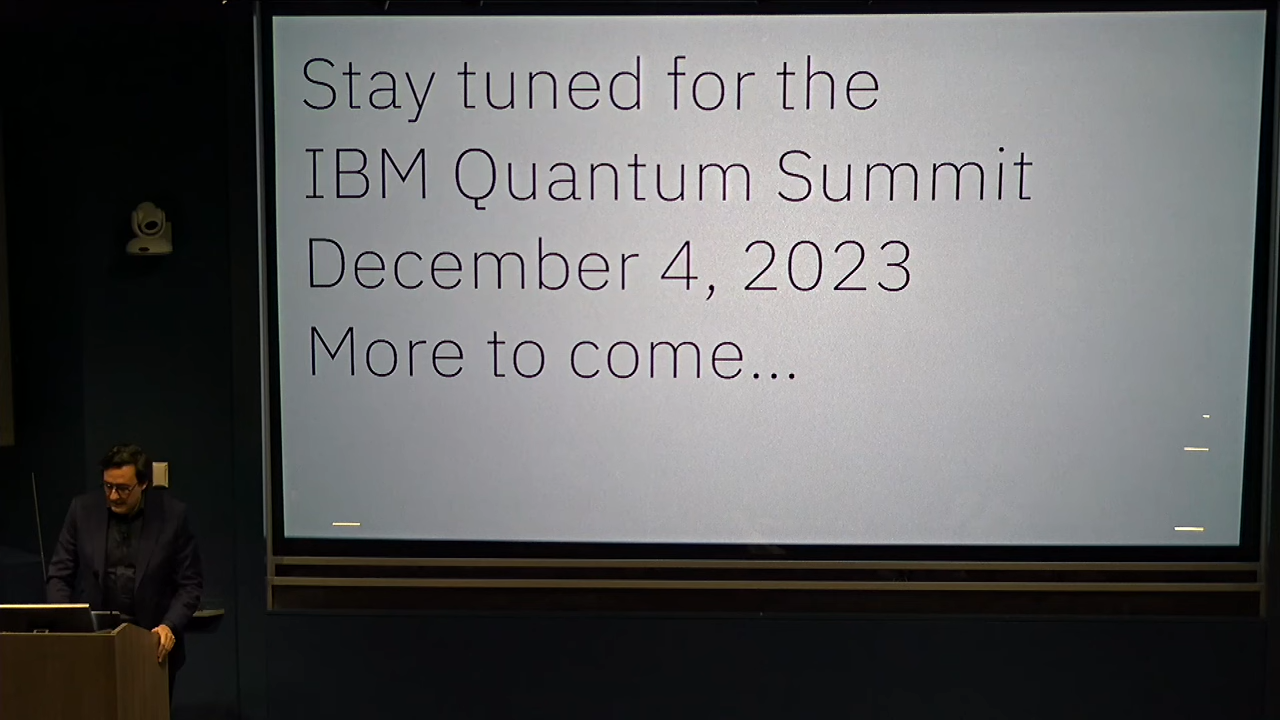 Stay tuned for the
IBM Quantum Summit
December 4, 2023
More to come...